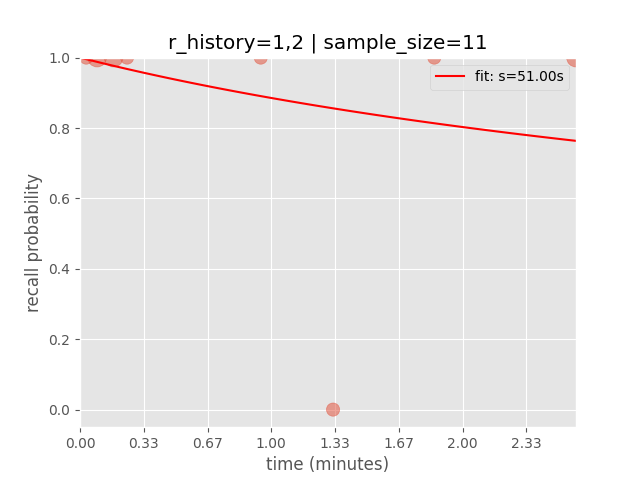 r_history=1,2 | sample_size=11
fit: s=51.00s
1.0
0.8
0.6
0.4
0.2
0.0
recall probability
0.00 0.33 0.67 1.00 1.33 1.67 2.00 2.33
time (minutes)